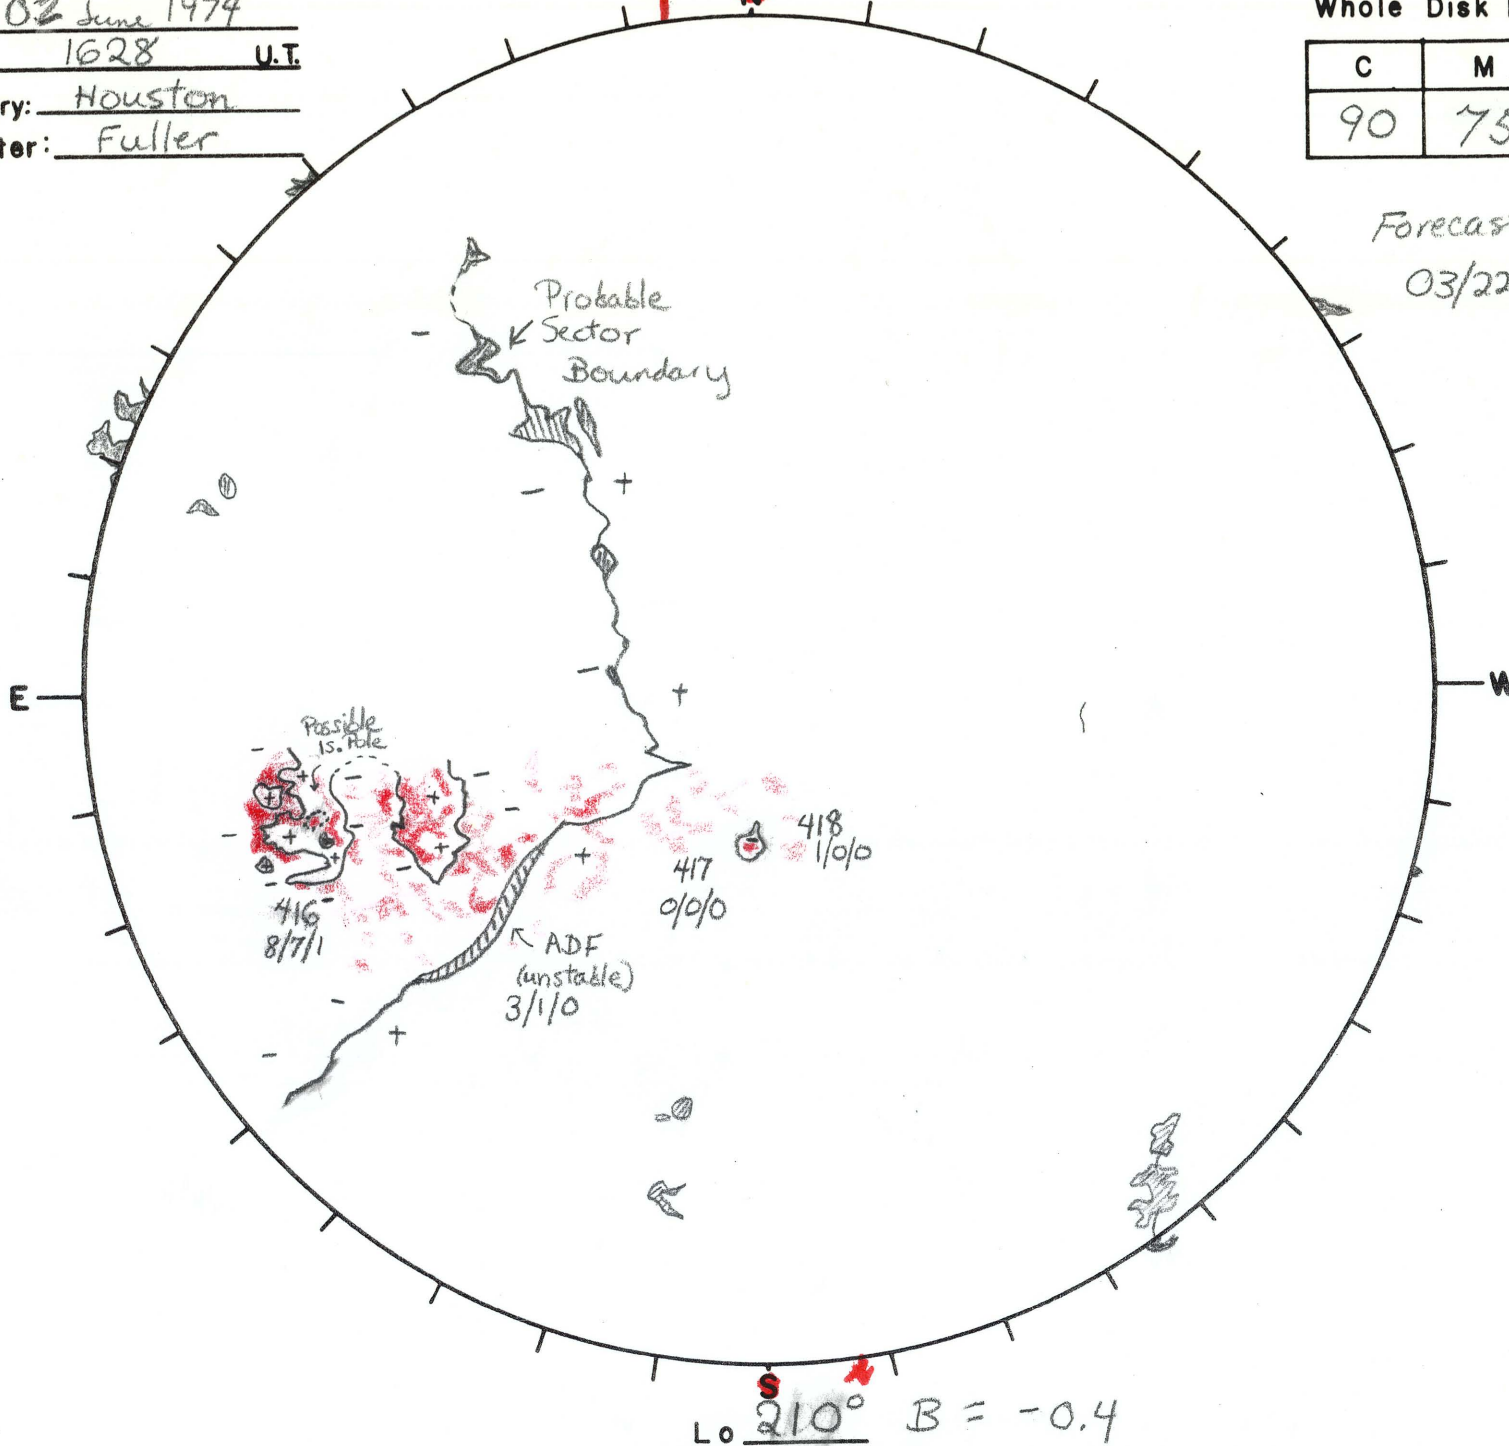 02 June 1974
1628 U.T.
ry: Houston
ter: Fuller
Whole Disk
C M
90 75
Forecas
03/22
Probable
Sector
Boundary
- 
- +
- +
E
W
Possible
Is. Pole
416
8/7/1
417
0/0/0
418
1/0/0
ADF
(unstable)
3/1/0
S
Lo 210° B = -0.4